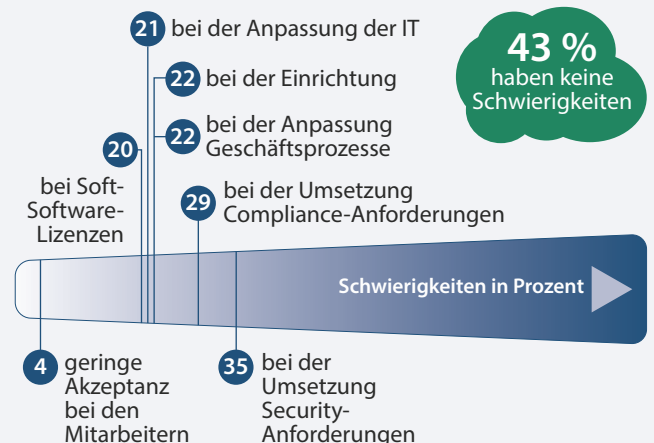 21 bei der Anpassung der IT
43 %
haben keine
Schwierigkeiten
22 bei der Einrichtung
22 bei der Anpassung
Geschäftsprozesse
20
bei Soft-
Software-
Lizenzen
29 bei der Umsetzung
Compliance-Anforderungen
Schwierigkeiten in Prozent
4 geringe
Akzeptanz
bei den
Mitarbeitern
35 bei der
Umsetzung
Security-
Anforderungen